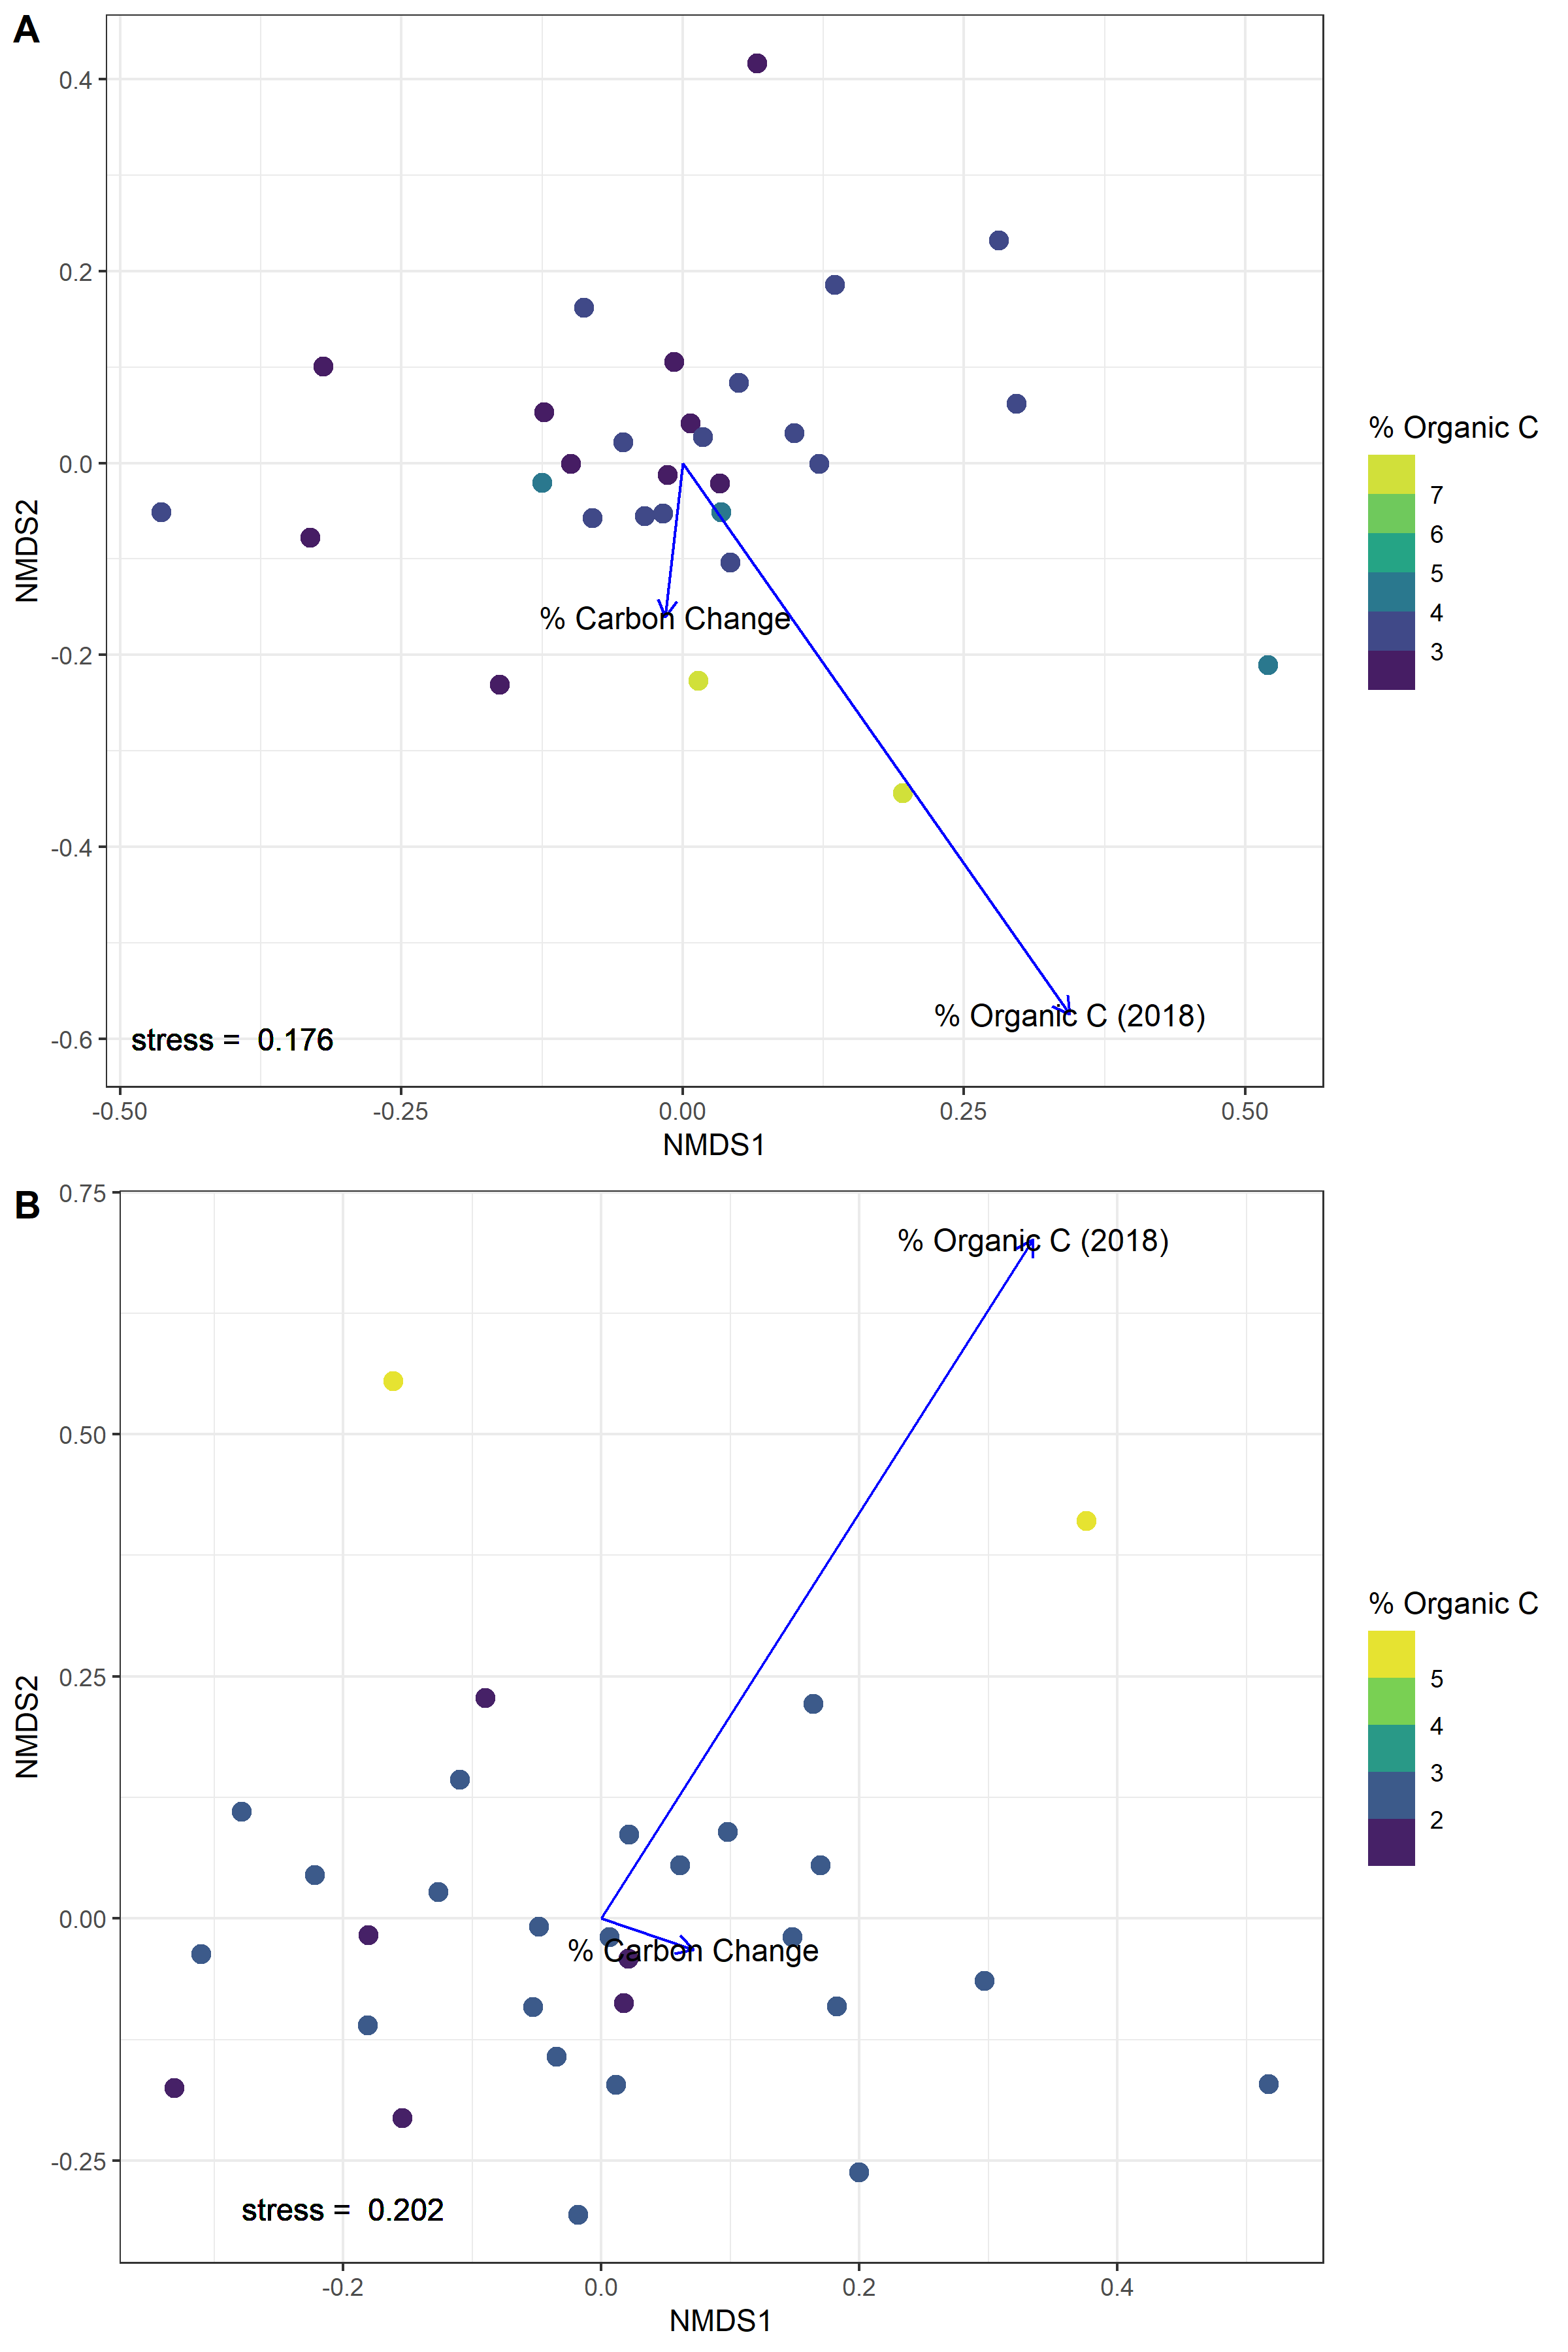 A
0.4
0.2
0.0
-0.2
-0.4
-0.6
NMDS2
% Carbon Change
% Organic C (2018)
stress = 0.176
-0.50
-0.25
0.00
0.25
0.50
NMDS1
% Organic C
7
6
5
4
3
B
0.75
0.50
0.25
0.00
-0.25
NMDS2
% Organic C (2018)
% Carbon Change
stress = 0.202
-0.2
0.0
0.2
0.4
NMDS1
% Organic C
5
4
3
2